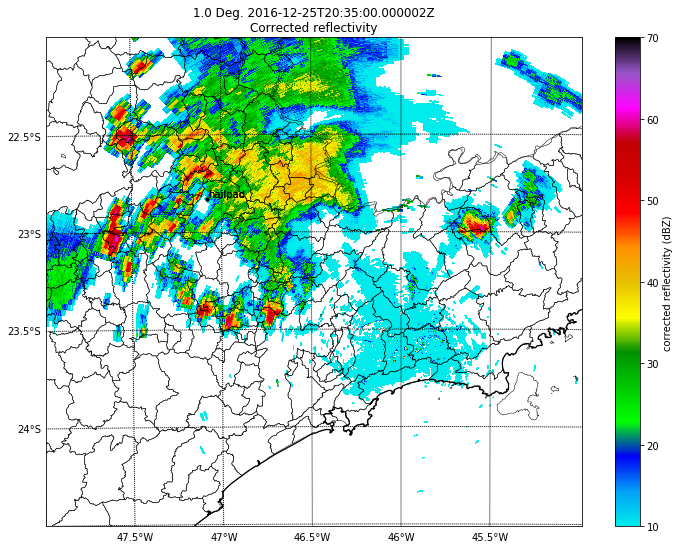 1.0 Deg. 2016-12-25T20:35:00.000002Z
Corrected reflectivity
70
60
50
40
30
20
10
corrected reflectivity (dBZ)
22.5°S
23°S
23.5°S
24°S
hailpad
47.5°W
47°W
46.5°W
46°W
45.5°W